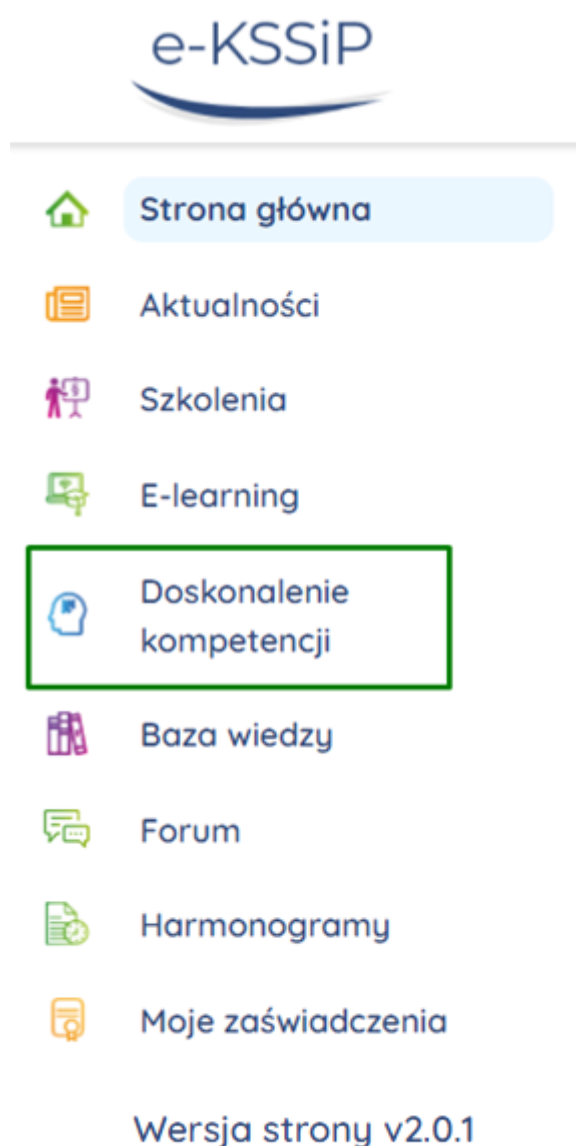 e-KSSiP
Strona główna
Aktualności
Szkolenia
E-learning
Doskonalenie
kompetencji
Baza wiedzy
Forum
Harmonogramy
Moje zaświadczenia
Wersja strony v2.0.1